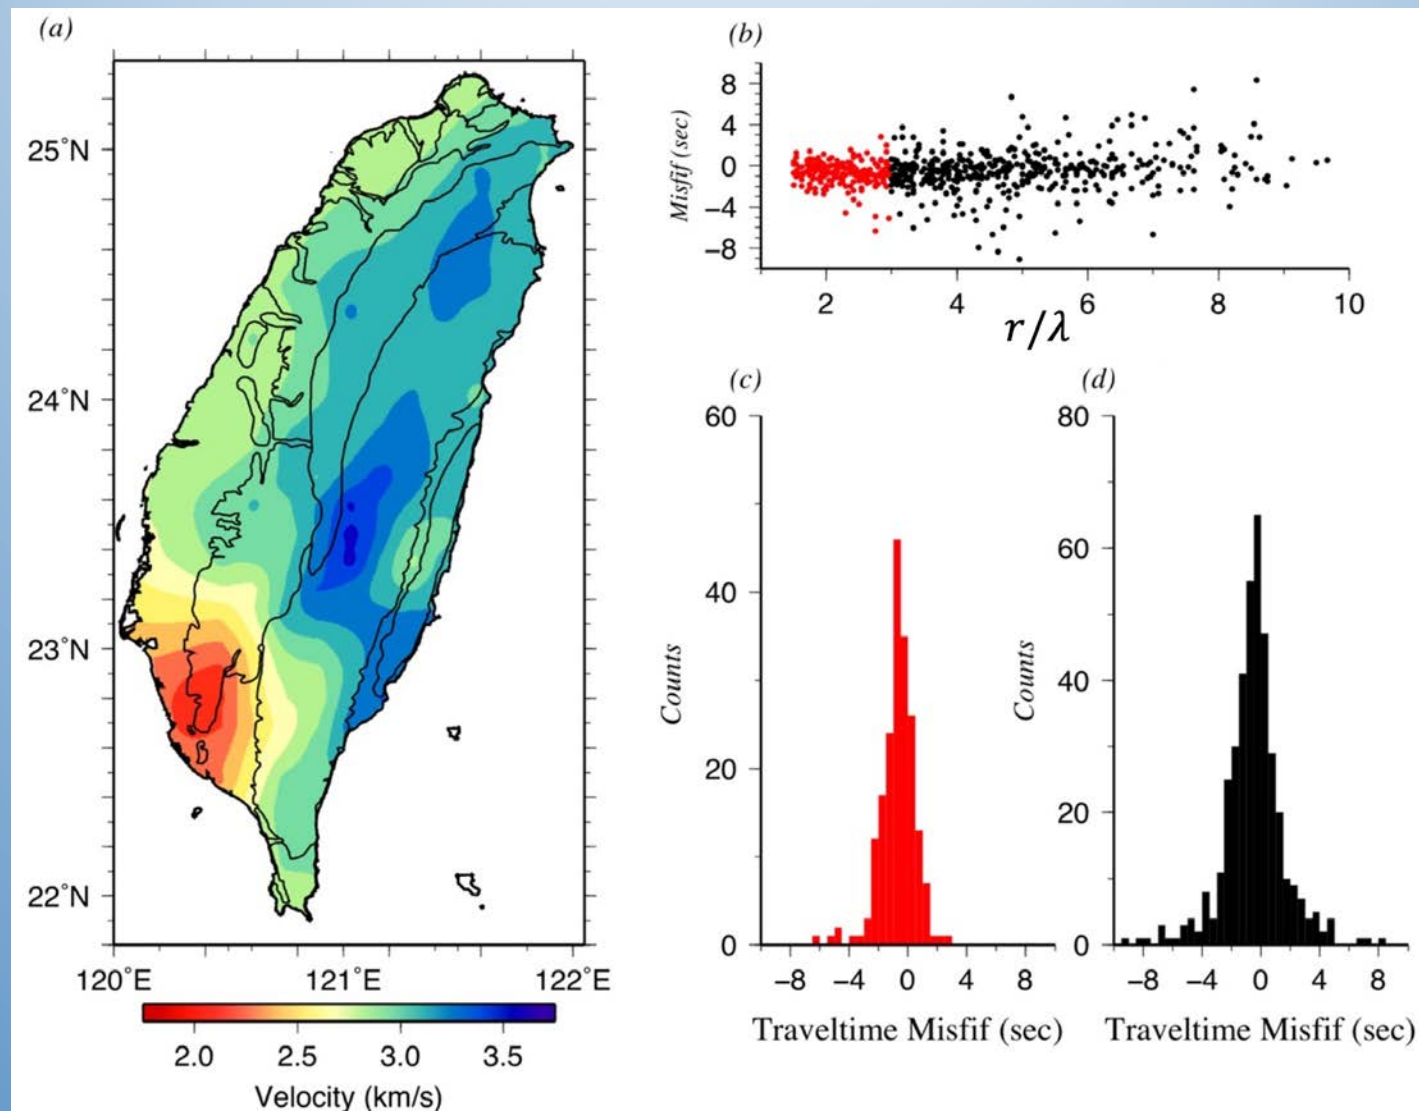 (a)
25°N
24°N
23°N
22°N
120°E 121°E 122°E
2.0 2.5 3.0 3.5
Velocity (km/s)
(b)
8
4
0
−4
−8
Misfif (sec)
2 4 6 8 10
r/λ
(c)
60
40
20
0
Counts
−8 −4 0 4 8
Traveltime Misfif (sec)
(d)
80
60
40
20
0
Counts
−8 −4 0 4 8
Traveltime Misfif (sec)